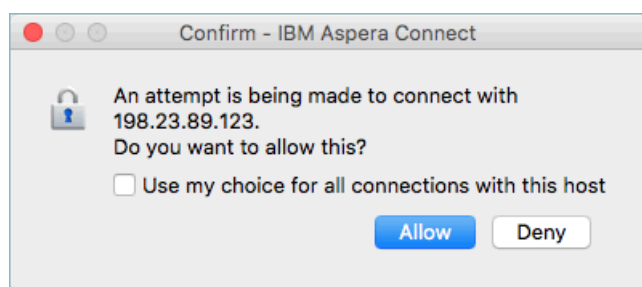 Confirm - IBM Aspera Connect
An attempt is being made to connect with
198.23.89.123.
Do you want to allow this?
Use my choice for all connections with this host
Allow Deny